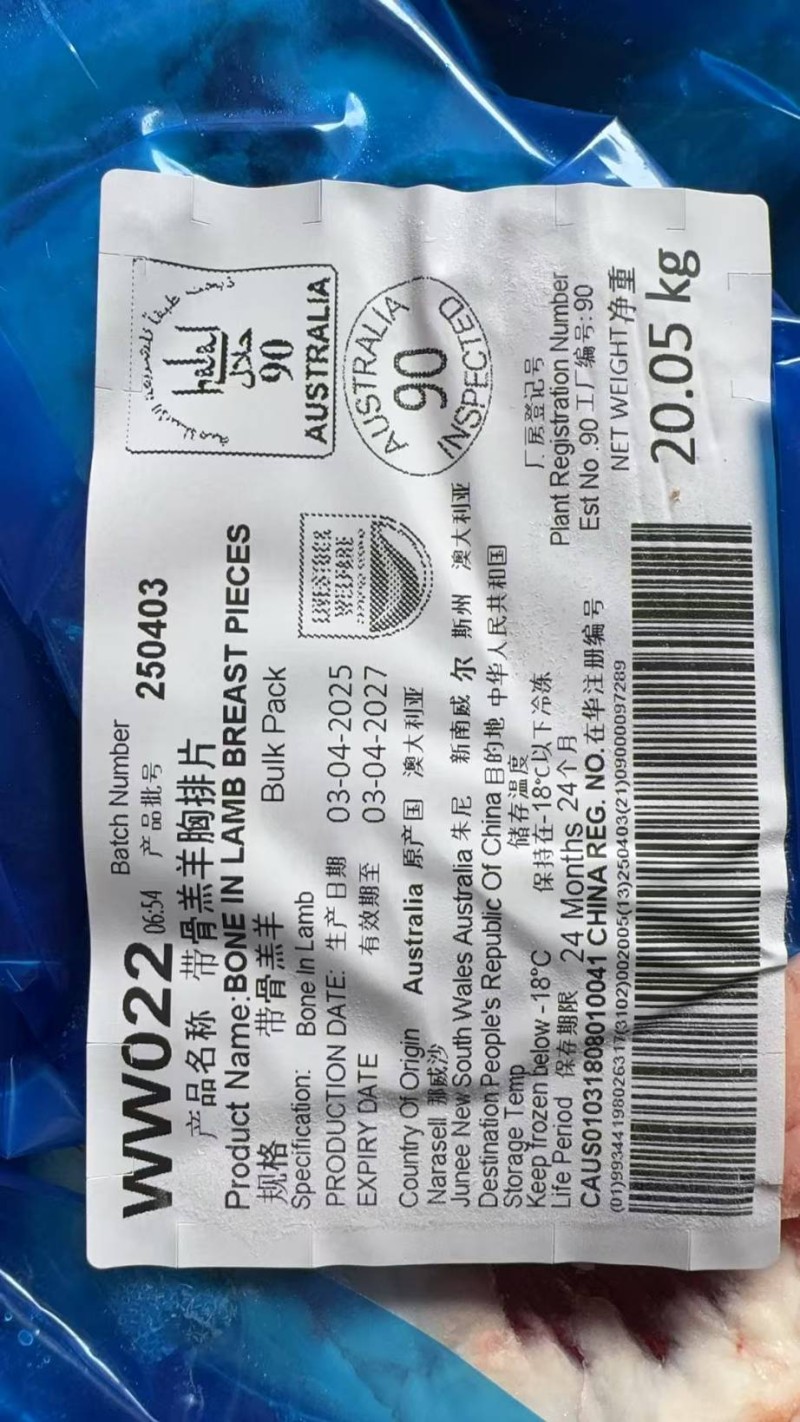 WW022 06:54
Batch Number
产品批号 250403
产品名称 带骨羔羊胸排片
Product Name:BONE IN LAMB BREAST PIECES
规格 带骨羔羊 Bulk Pack
Specification: Bone In Lamb
PRODUCTION DATE: 生产日期 03-04-2025
EXPIRY DATE 有效期至 03-04-2027
Country Of Origin Australia 原产国 澳大利亚
Narasell 那威沙
Junee New South Wales Australia 朱尼 新南威 尔 斯州 澳大利亚
Destination People's Republic Of China 目的地 中华人民共和国
Storage Temp 储存温度
Keep frozen below -18°C 保持在-18°C以下冷冻
Life Period 保存期限 24 Months 24个月
CAUS01031808010041 CHINA REG. NO.在华注册编号
(01)99344198026317(3102)002005(13)250403(21)09000097289
halal
حلال
90
AUSTRALIA
AUSTRALIA
90
INSPECTED
厂房登记号
Plant Registration Number
Est No .90 工厂编号: 90
NET WEIGHT 净重
20.05 kg